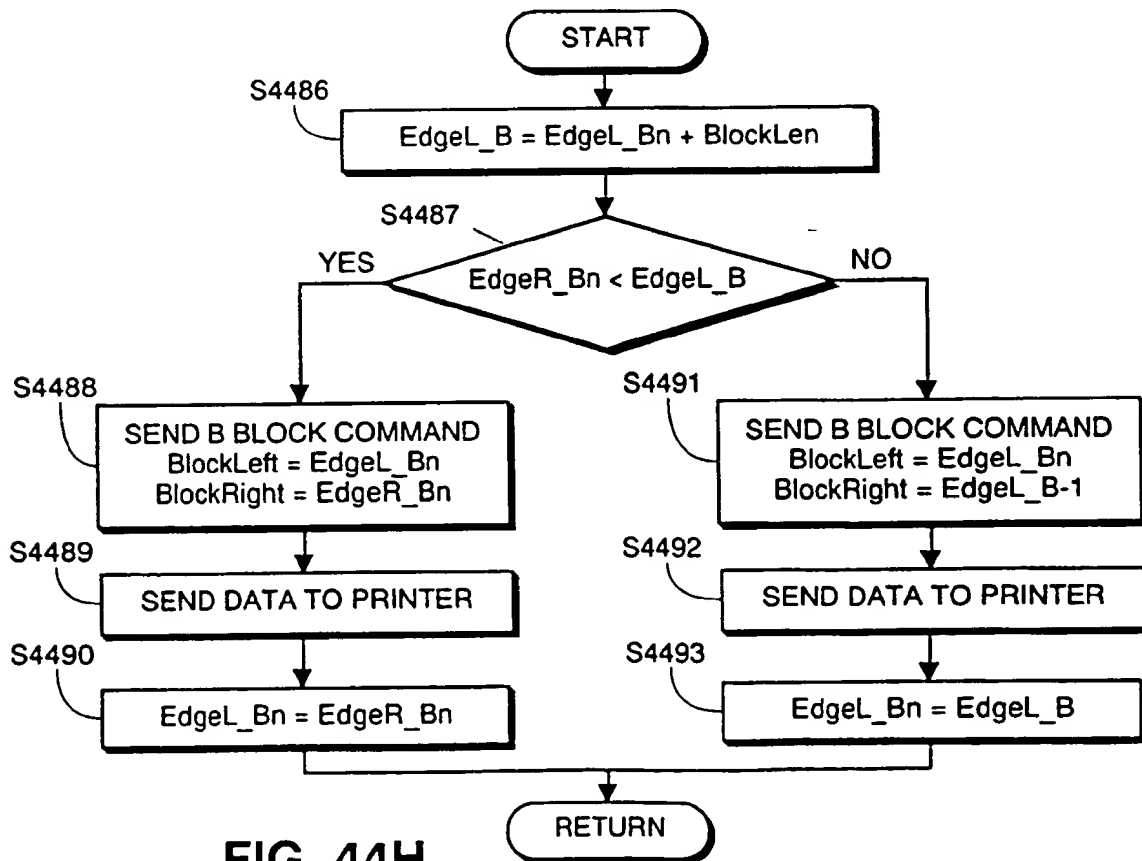 START
S4486
EdgeL_B = EdgeL_Bn + BlockLen
S4487
YES
EdgeR_Bn < EdgeL_B
NO
S4488
SEND B BLOCK COMMAND
BlockLeft = EdgeL_Bn
BlockRight = EdgeR_Bn
S4491
SEND B BLOCK COMMAND
BlockLeft = EdgeL_Bn
BlockRight = EdgeL_B-1
S4489
SEND DATA TO PRINTER
S4492
SEND DATA TO PRINTER
S4490
EdgeL_Bn = EdgeR_Bn
S4493
EdgeL_Bn = EdgeL_B
RETURN
FIG. 44H